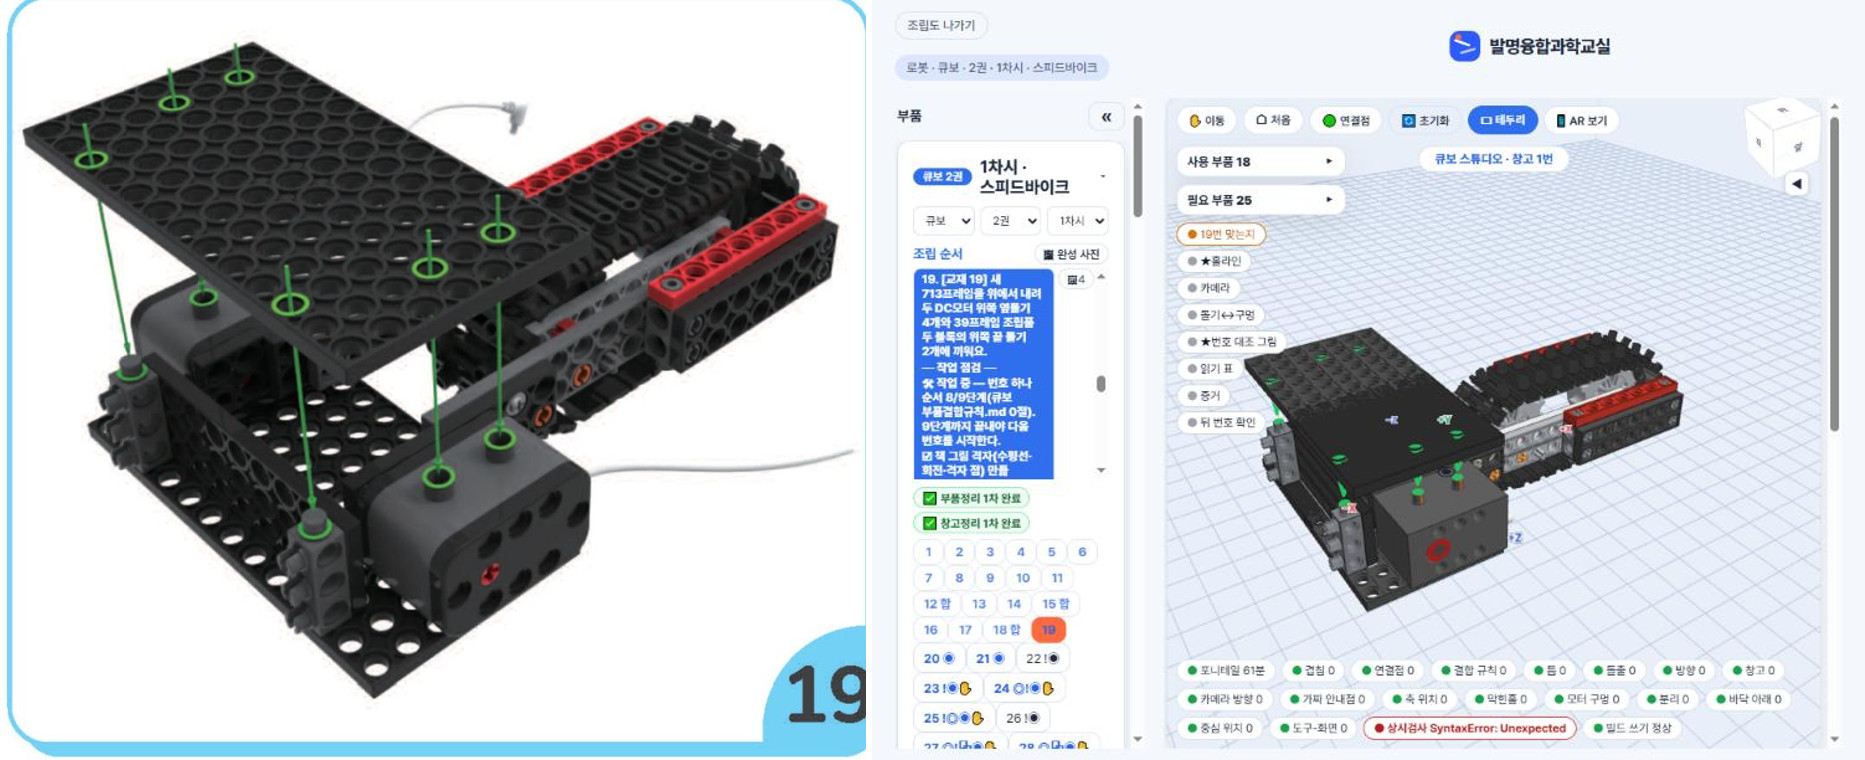 19
조립도 나가기
로봇 · 큐보 · 2권 · 1차시 · 스피드바이크
발명융합과학교실
부품
«
큐보 2권
1차시 ·
스피드바이크
큐보
2권
1차시
조립 순서
완성 사진
19. [교재 19] 새
713프레임을 위에서 내려
두 DC모터 위쪽 옆돌기
4개와 39프레임 조립품
두 블록의 위쪽 끝 돌기
2개에 끼워요.
— 작업 점검 —
🛠 작업 중 — 번호 하나
순서 8/9단계(큐보
부품결합규칙.md 0절).
9단계까지 끝내야 다음
번호를 시작한다.
☑ 책 그림 격자(수평선·
회전·격자 점) 만듦
4
✅ 부품정리 1차 완료
✅ 창고정리 1차 완료
1 2 3 4 5 6
7 8 9 10 11
12 합 13 14 15 합
16 17 18 합 19
20 ◉ 21 ◉ 22 !◉
23 !◉✋ 24 ◎!◉✋
25 !◎◉✋ 26 !◉
이동
처음
연결점
초기화
테두리
AR 보기
사용 부품 18
큐보 스튜디오 · 창고 1번
필요 부품 25
19번 맞는지
★홀라인
카메라
돌기↔구멍
★번호 대조 그림
읽기 표
증거
뒤 번호 확인
-Z
+Y
+X
-X
+Z
포니테일 61분
겹침 0
연결점 0
결합 규칙 0
틈 0
돌출 0
방향 0
창고 0
카메라 방향 0
가짜 안내점 0
축 위치 0
막힌홀 0
모터 구멍 0
분리 0
바닥 아래 0
중심 위치 0
도구-화면 0
상시검사 SyntaxError: Unexpected
빌드 쓰기 정상